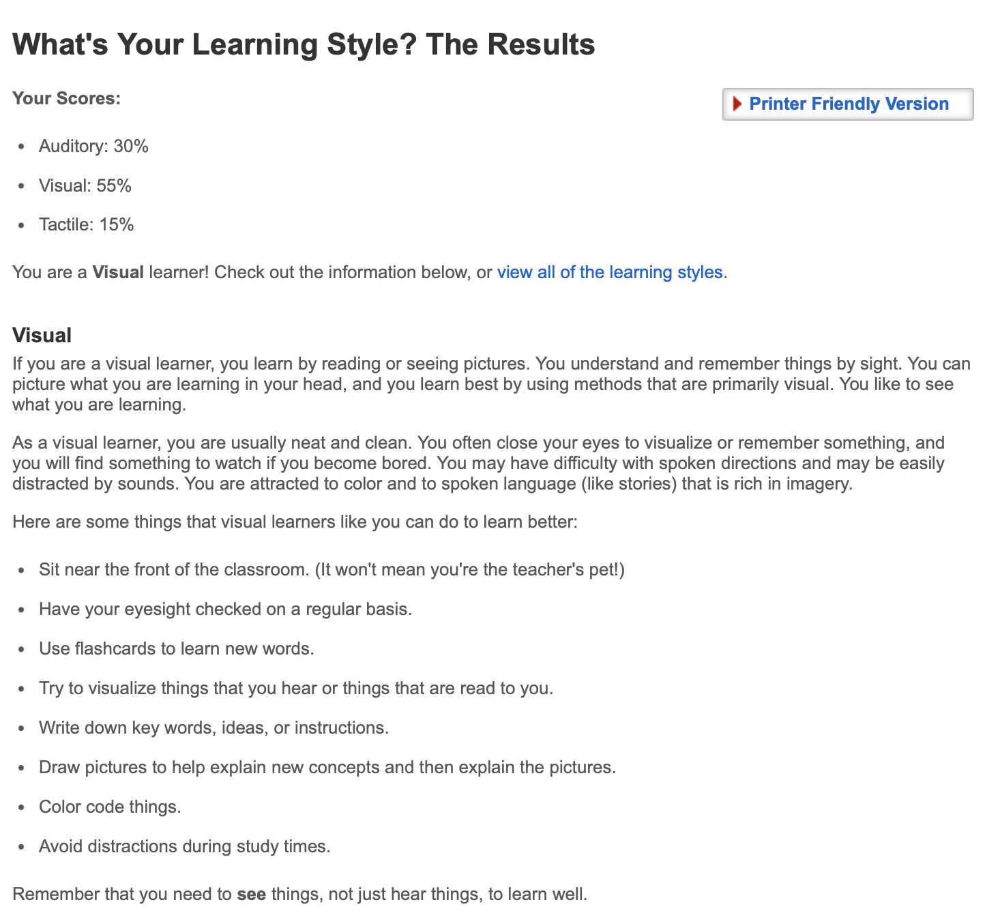 What's Your Learning Style? The Results
Your Scores:
Printer Friendly Version
• Auditory: 30%
• Visual: 55%
• Tactile: 15%
You are a Visual learner! Check out the information below, or view all of the learning styles.
Visual
If you are a visual learner, you learn by reading or seeing pictures. You understand and remember things by sight. You can
picture what you are learning in your head, and you learn best by using methods that are primarily visual. You like to see
what you are learning.
As a visual learner, you are usually neat and clean. You often close your eyes to visualize or remember something, and
you will find something to watch if you become bored. You may have difficulty with spoken directions and may be easily
distracted by sounds. You are attracted to color and to spoken language (like stories) that is rich in imagery.
Here are some things that visual learners like you can do to learn better:
• Sit near the front of the classroom. (It won't mean you're the teacher's pet!)
• Have your eyesight checked on a regular basis.
• Use flashcards to learn new words.
• Try to visualize things that you hear or things that are read to you.
• Write down key words, ideas, or instructions.
• Draw pictures to help explain new concepts and then explain the pictures.
• Color code things.
• Avoid distractions during study times.
Remember that you need to see things, not just hear things, to learn well.